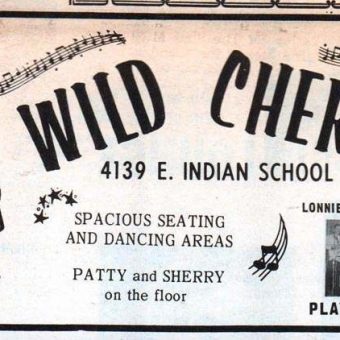 WILD CHER
4139 E. INDIAN SCHOOL
SPACIOUS SEATING
AND DANCING AREAS
PATTY and SHERRY
on the floor
LONNIE
PLA